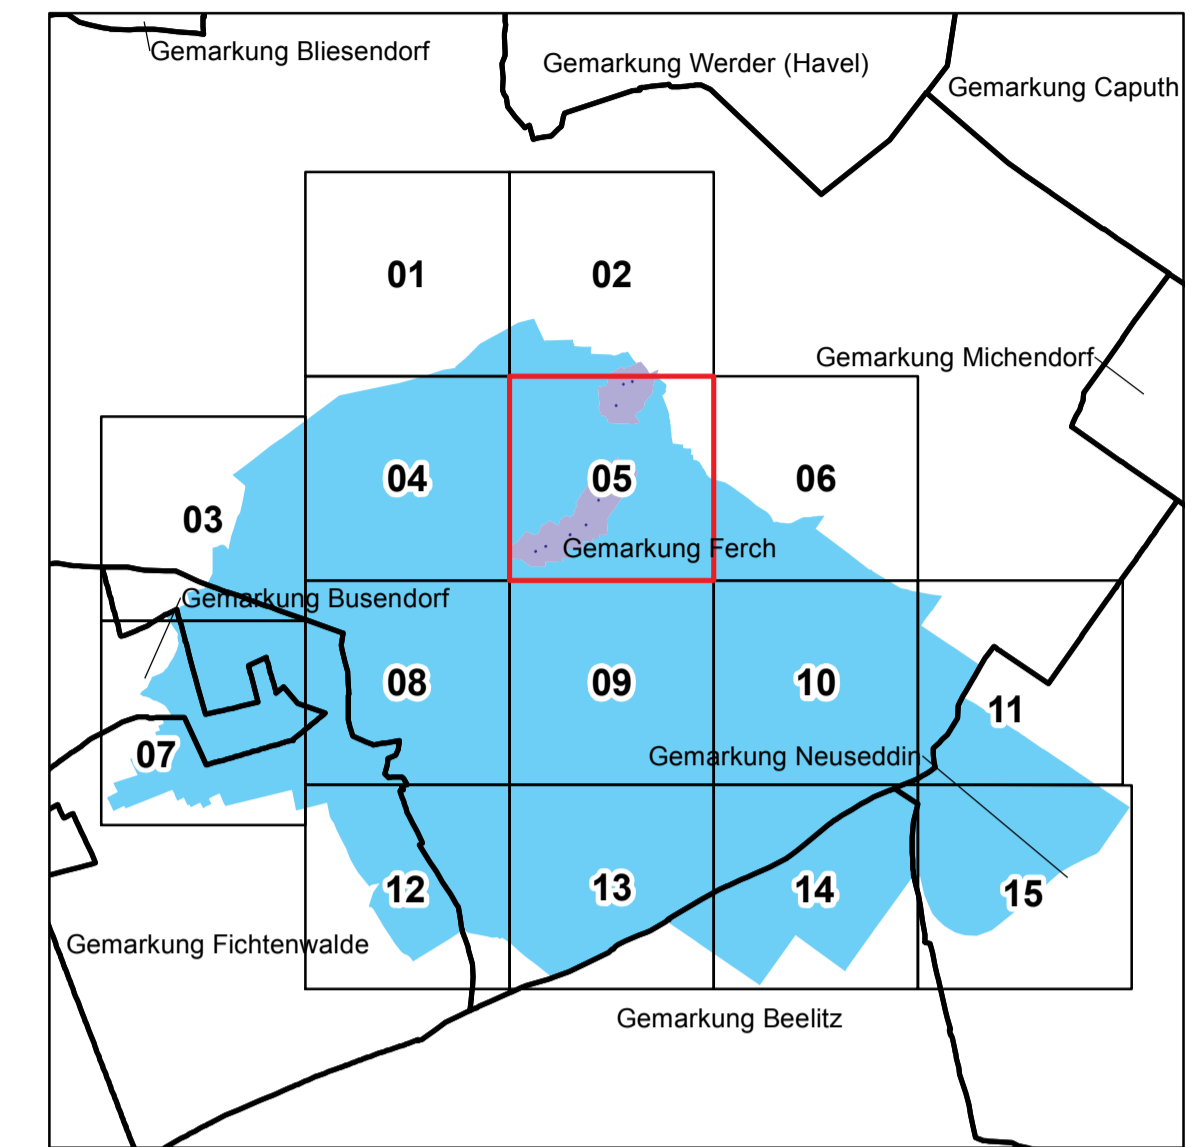 Gemarkung Bliesendorf
Gemarkung Werder (Havel)
Gemarkung Caputh
01
02
Gemarkung Michendorf
03
04
05
06
Gemarkung Ferch
Gemarkung Busendorf
07
08
09
10
11
Gemarkung Neuseddin
12
13
14
15
Gemarkung Fichtenwalde
Gemarkung Beelitz